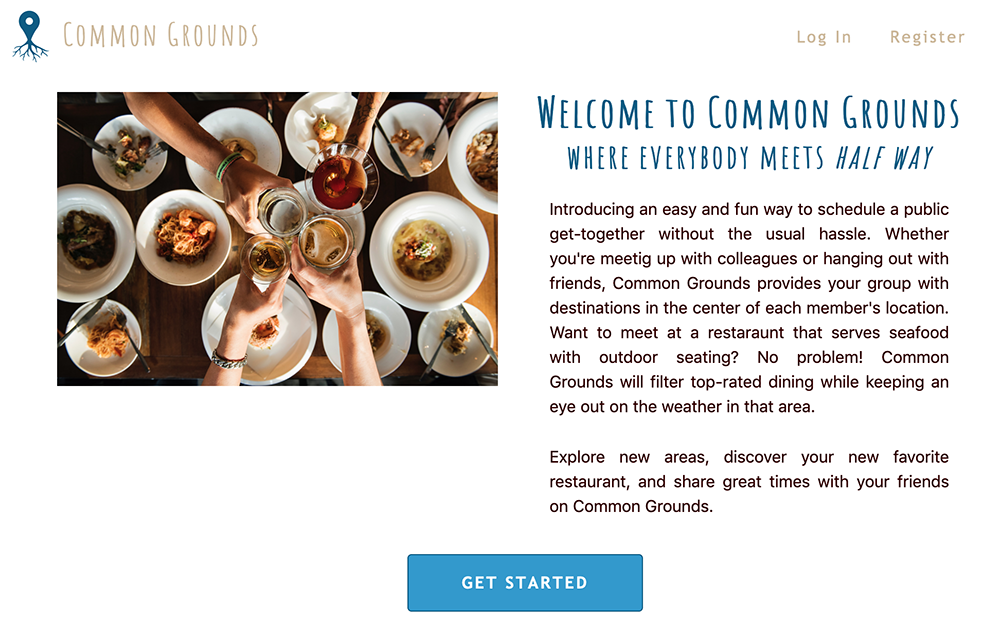 Common Grounds
Log In
Register
Welcome to Common Grounds
where everybody meets half way
Introducing an easy and fun way to schedule a public
get-together without the usual hassle. Whether
you're meetig up with colleagues or hanging out with
friends, Common Grounds provides your group with
destinations in the center of each member's location.
Want to meet at a restaraunt that serves seafood
with outdoor seating? No problem! Common
Grounds will filter top-rated dining while keeping an
eye out on the weather in that area.
Explore new areas, discover your new favorite
restaurant, and share great times with your friends
on Common Grounds.
GET STARTED